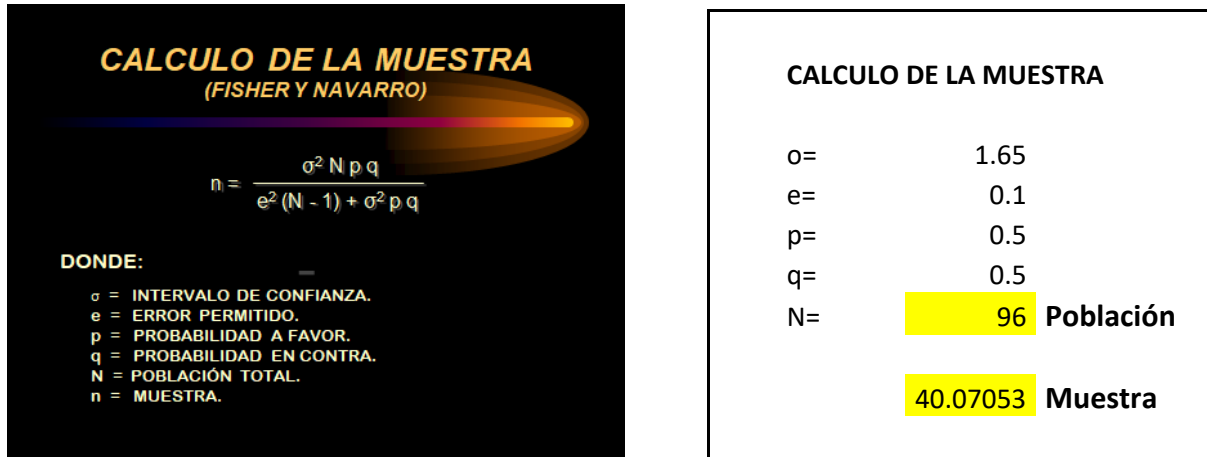 CALCULO DE LA MUESTRA
(FISHER Y NAVARRO)
n = σ² N p q / e² (N - 1) + σ² p q
DONDE:
σ = INTERVALO DE CONFIANZA.
e = ERROR PERMITIDO.
p = PROBABILIDAD A FAVOR.
q = PROBABILIDAD EN CONTRA.
N = POBLACIÓN TOTAL.
n = MUESTRA.
CALCULO DE LA MUESTRA
o= 1.65
e= 0.1
p= 0.5
q= 0.5
N= 96 Población
40.07053 Muestra